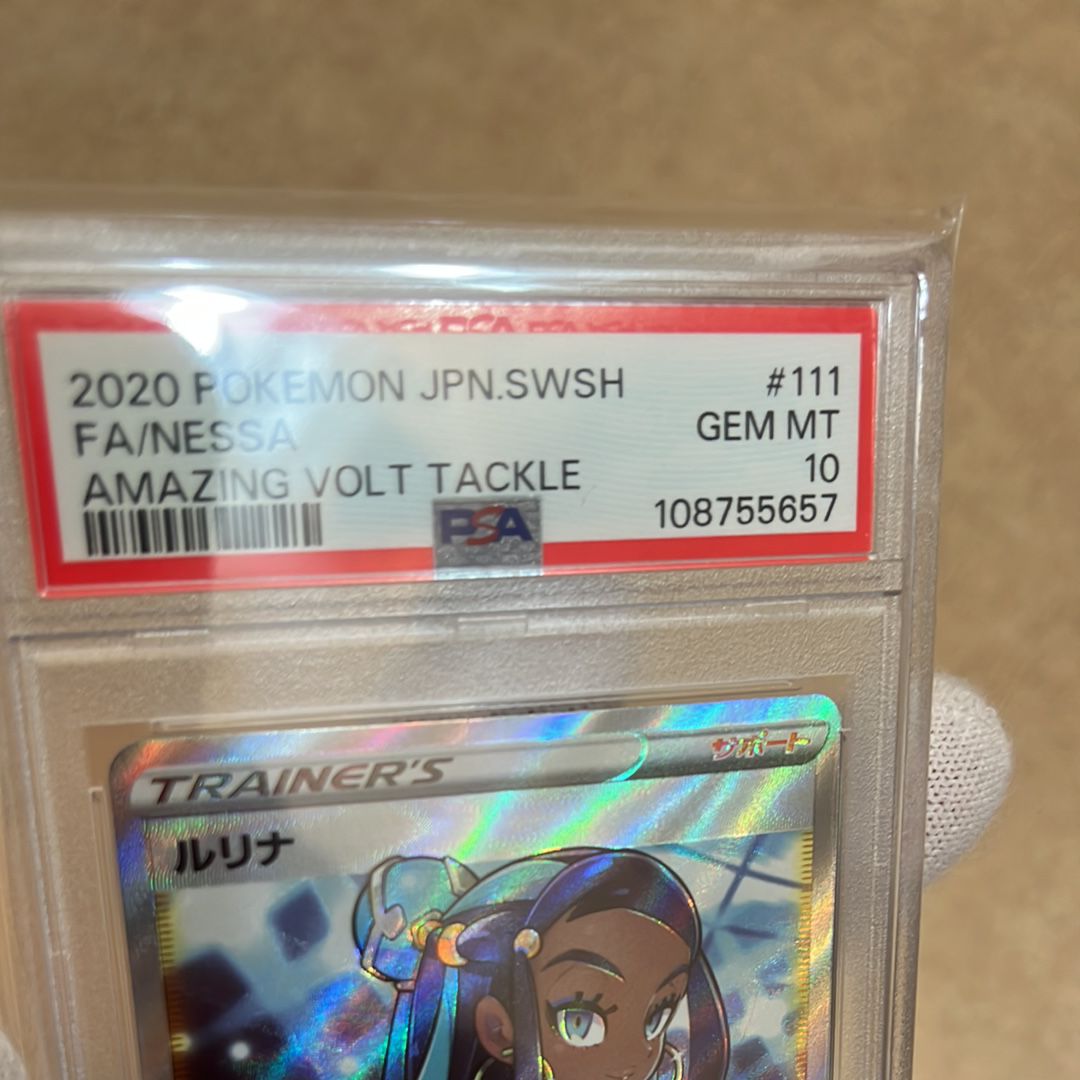 2020 POKEMON JPN.SWSH #111
FA/NESSA GEM MT
AMAZING VOLT TACKLE 10
PSA 108755657
TRAINER'S サポート
ルリナ